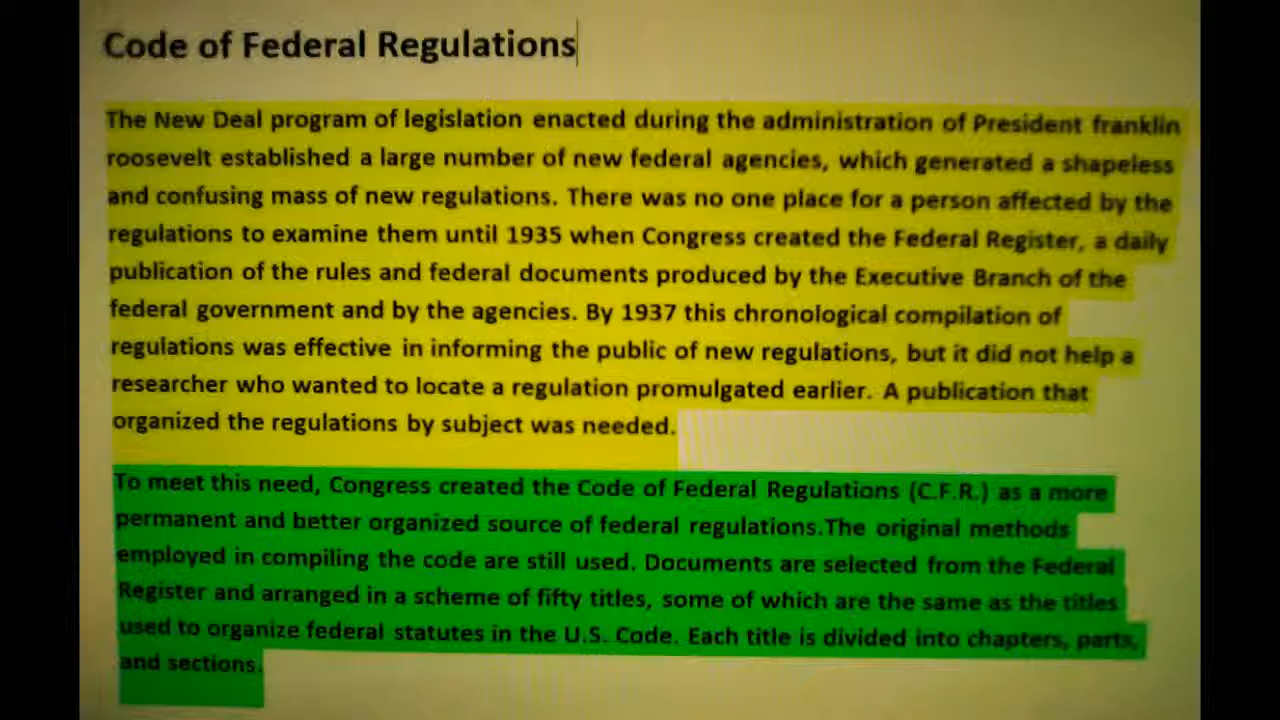 Code of Federal Regulations
The New Deal program of legislation enacted during the administration of President franklin
roosevelt established a large number of new federal agencies, which generated a shapeless
and confusing mass of new regulations. There was no one place for a person affected by the
regulations to examine them until 1935 when Congress created the Federal Register, a daily
publication of the rules and federal documents produced by the Executive Branch of the
federal government and by the agencies. By 1937 this chronological compilation of
regulations was effective in informing the public of new regulations, but it did not help a
researcher who wanted to locate a regulation promulgated earlier. A publication that
organized the regulations by subject was needed.
To meet this need, Congress created the Code of Federal Regulations (C.F.R.) as a more
permanent and better organized source of federal regulations.The original methods
employed in compiling the code are still used. Documents are selected from the Federal
Register and arranged in a scheme of fifty titles, some of which are the same as the titles
used to organize federal statutes in the U.S. Code. Each title is divided into chapters, parts,
and sections.